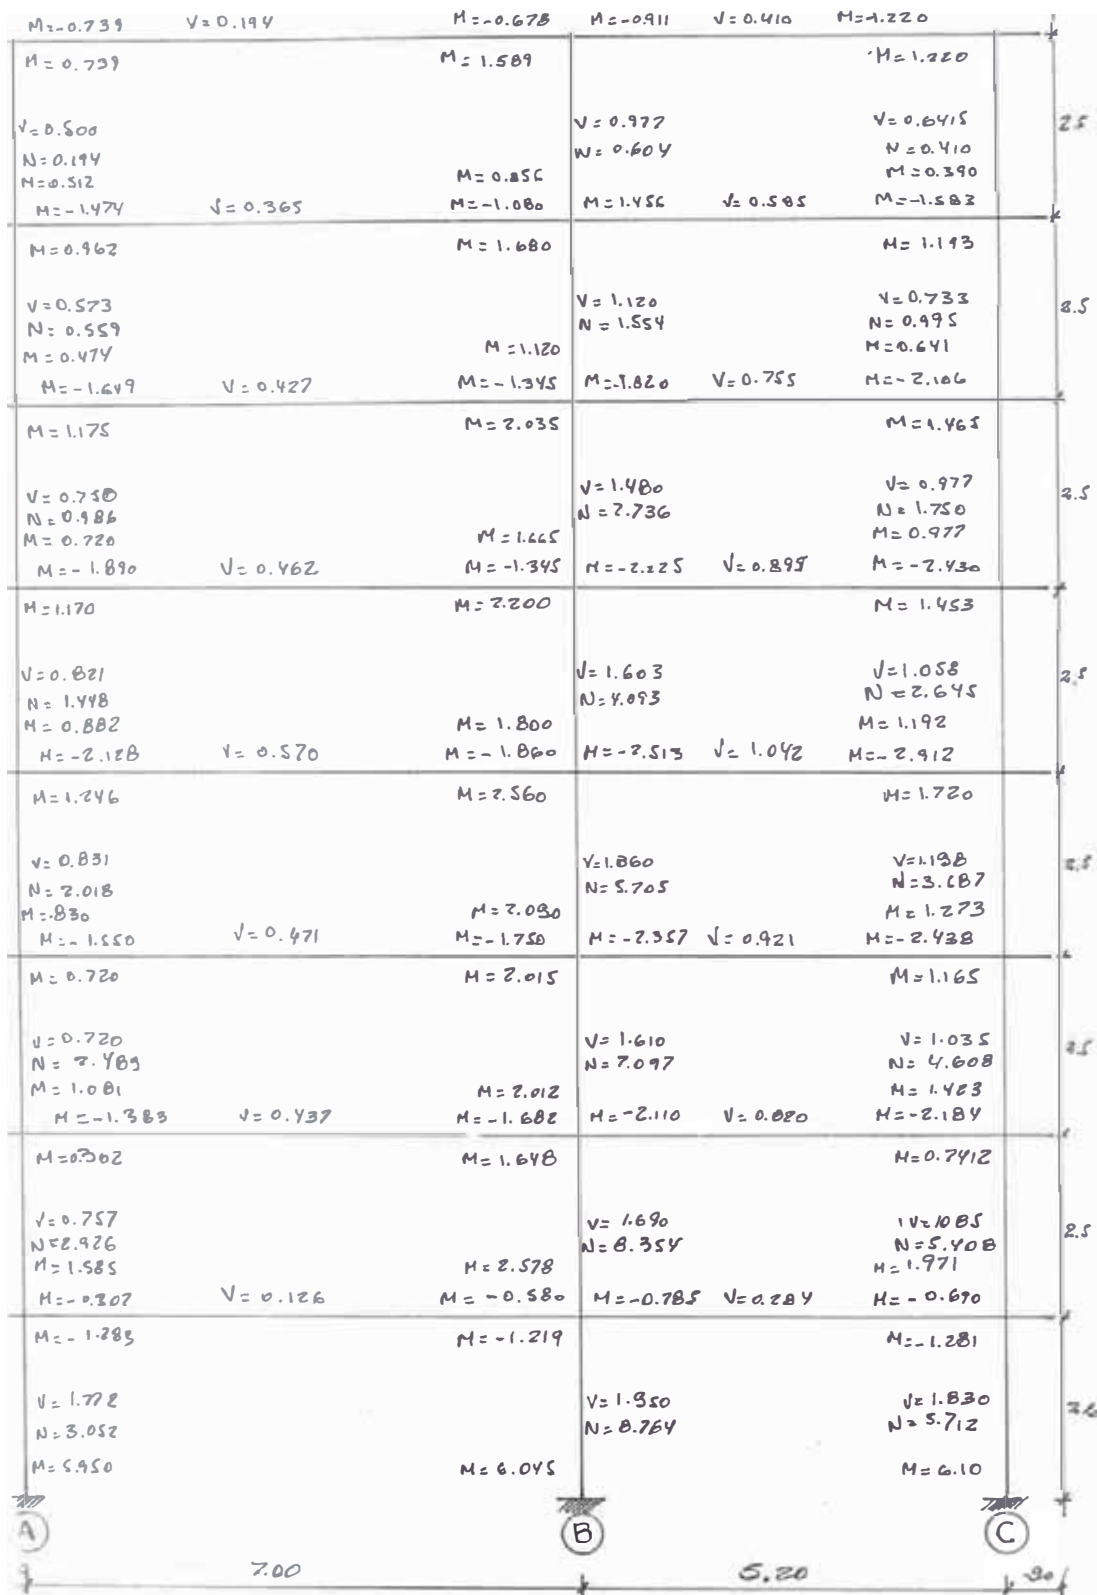 M=-0.739 V=0.194 M=-0.678 M=-0.911 V=0.410 M=-1.220
M=0.739 M=1.589 M=1.220
V=0.500 V=0.977 V=0.6415 2.5
N=0.194 N=0.604 N=0.410
M=0.512 M=0.856 M=0.390
M=-1.474 V=0.365 M=-1.080 M=1.456 V=0.585 M=-1.583
M=0.962 M=1.680 M=1.193
V=0.573 V=1.120 V=0.733 2.5
N=0.559 N=1.554 N=0.995
M=0.474 M=1.120 M=0.641
M=-1.649 V=0.427 M=-1.345 M=-1.820 V=0.755 M=-2.106
M=1.175 M=2.035 M=1.465
V=0.750 V=1.480 V=0.977 2.5
N=0.986 N=2.736 N=1.750
M=0.720 M=1.665 M=0.977
M=-1.890 V=0.462 M=-1.345 M=-2.225 V=0.895 M=-2.430
M=1.170 M=2.200 M=1.453
V=0.821 V=1.603 V=1.058 2.5
N=1.448 N=4.093 N=2.645
M=0.882 M=1.800 M=1.192
M=-2.128 V=0.570 M=-1.860 M=-2.513 V=1.042 M=-2.912
M=1.246 M=2.560 M=1.720
V=0.831 V=1.860 V=1.198 2.5
N=2.018 N=5.705 N=3.687
M=.830 M=2.090 M=1.273
M=-1.550 V=0.471 M=-1.750 M=-2.357 V=0.921 M=-2.438
M=0.720 M=2.015 M=1.165
V=0.720 V=1.610 V=1.035 2.5
N=2.489 N=7.097 N=4.608
M=1.081 M=2.012 M=1.423
M=-1.383 V=0.437 M=-1.682 M=-2.110 V=0.820 M=-2.184
M=0.302 M=1.648 M=0.7412
V=0.757 V=1.690 V=1085 2.5
N=2.926 N=8.354 N=5.408
M=1.585 M=2.578 M=1.971
M=-0.307 V=0.126 M=-0.580 M=-0.785 V=0.284 M=-0.690
M=-1.283 M=-1.219 M=-1.281
V=1.772 V=1.950 V=1.830
N=3.052 N=8.764 N=5.712
M=5.950 M=6.045 M=6.10
A B C
7.00 5.20 .90